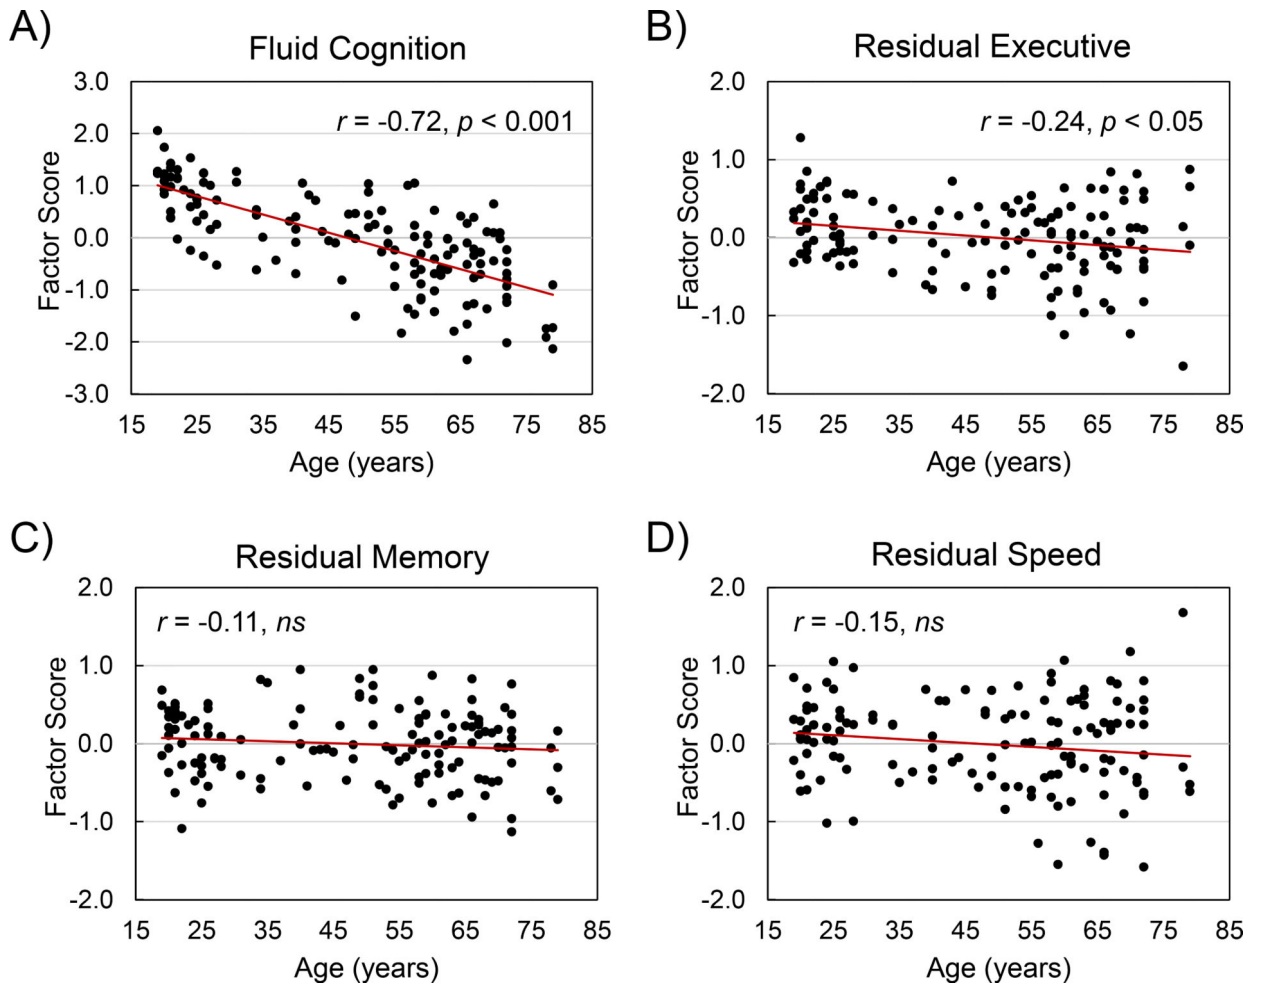 A)
Fluid Cognition
r = -0.72, p < 0.001
Factor Score
3.0
2.0
1.0
0.0
-1.0
-2.0
-3.0
15 25 35 45 55 65 75 85
Age (years)
B)
Residual Executive
r = -0.24, p < 0.05
Factor Score
2.0
1.0
0.0
-1.0
-2.0
15 25 35 45 55 65 75 85
Age (years)
C)
Residual Memory
r = -0.11, ns
Factor Score
2.0
1.0
0.0
-1.0
-2.0
15 25 35 45 55 65 75 85
Age (years)
D)
Residual Speed
r = -0.15, ns
Factor Score
2.0
1.0
0.0
-1.0
-2.0
15 25 35 45 55 65 75 85
Age (years)